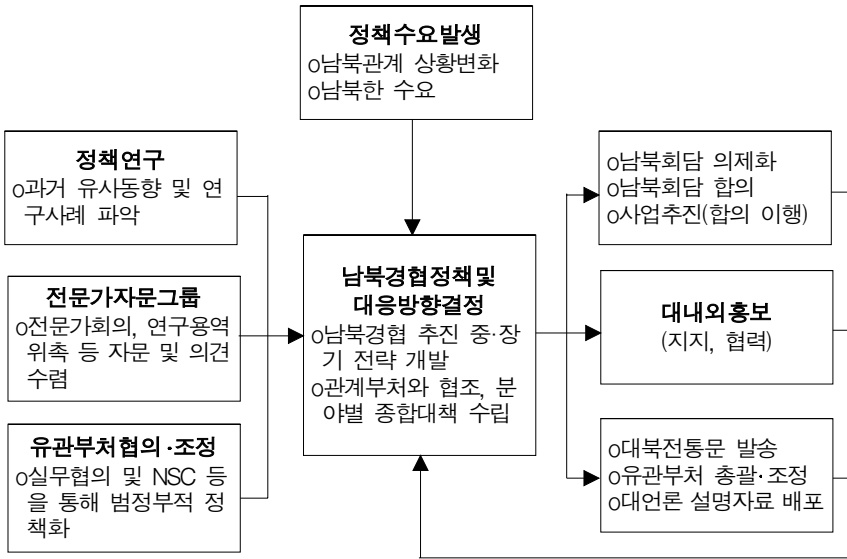 정책수요발생
o남북관계 상황변화
o남북한 수요
정책연구
o과거 유사동향 및 연
구사례 파악
전문가자문그룹
o전문가회의, 연구용역
위촉 등 자문 및 의견
수렴
유관부처협의·조정
o실무협의 및 NSC 등
을 통해 범정부적 정
책화
남북경협정책및
대응방향결정
o남북경협 추진 중·장
기 전략 개발
o관계부처와 협조, 분
야별 종합대책 수립
o남북회담 의제화
o남북회담 합의
o사업추진(합의 이행)
대내외홍보
(지지, 협력)
o대북전통문 발송
o유관부처 총괄·조정
o대언론 설명자료 배포